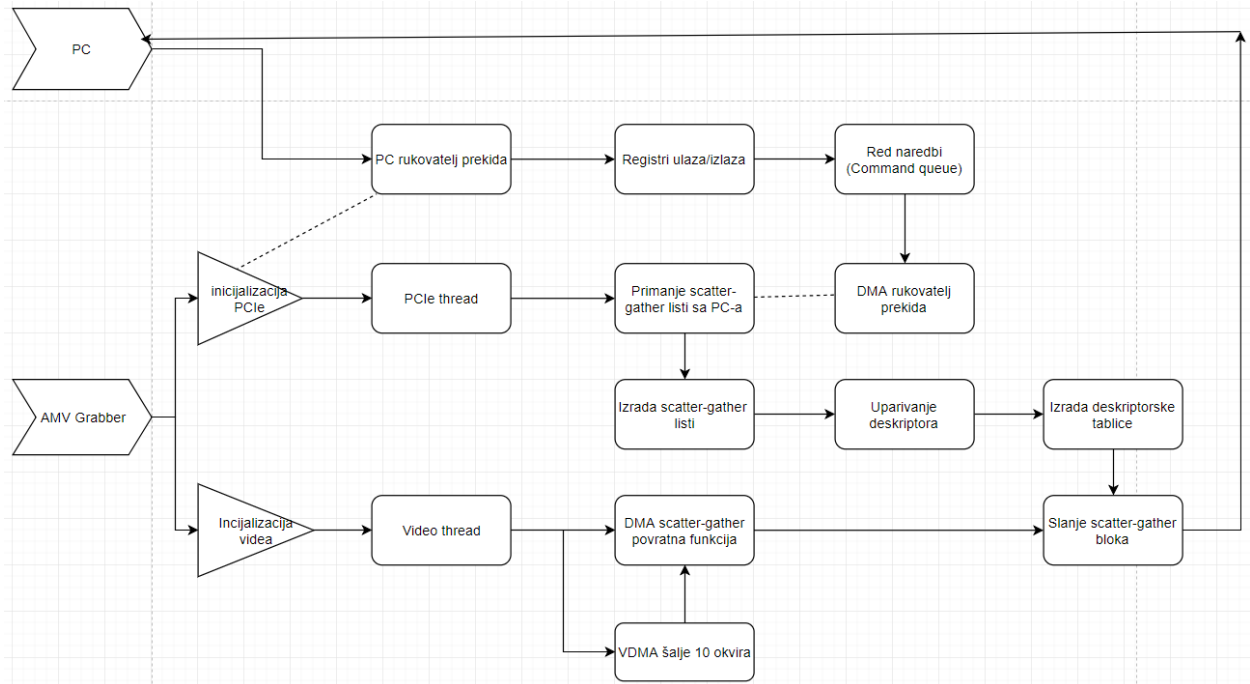 PC
PC rukovatelj prekida
Registri ulaza/izlaza
Red naredbi
(Command queue)
inicijalizacija
PCIe
PCIe thread
Primanje scatter-
gather listi sa PC-a
DMA rukovatelj
prekida
AMV Grabber
Izrada scatter-gather
listi
Uparivanje
deskriptora
Izrada deskriptorske
tablice
Incijalizacija
videa
Video thread
DMA scatter-gather
povratna funkcija
Slanje scatter-gather
bloka
VDMA šalje 10 okvira